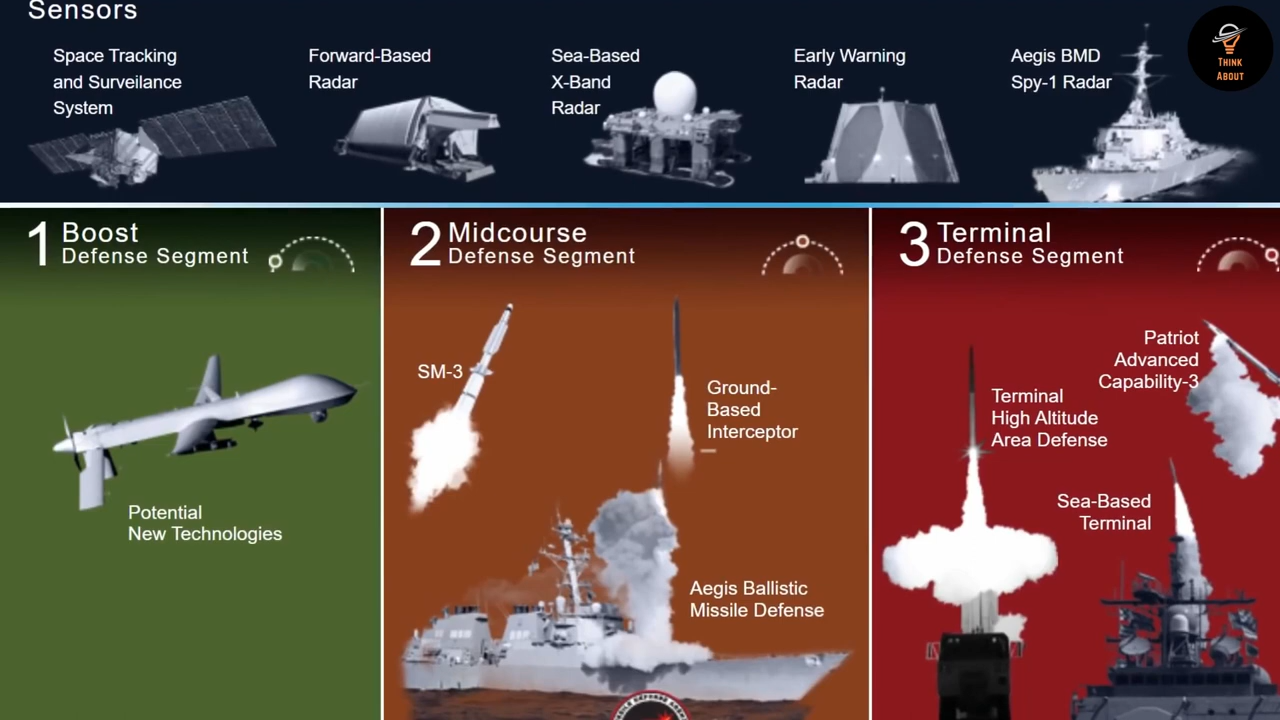 Sensors
Space Tracking
and Surveilance
System
Forward-Based
Radar
Sea-Based
X-Band
Radar
Early Warning
Radar
Aegis BMD
Spy-1 Radar
THINK
ABOUT
1 Boost
Defense Segment
2 Midcourse
Defense Segment
3 Terminal
Defense Segment
Potential
New Technologies
SM-3
Ground-
Based
Interceptor
Aegis Ballistic
Missile Defense
Patriot
Advanced
Capability-3
Terminal
High Altitude
Area Defense
Sea-Based
Terminal